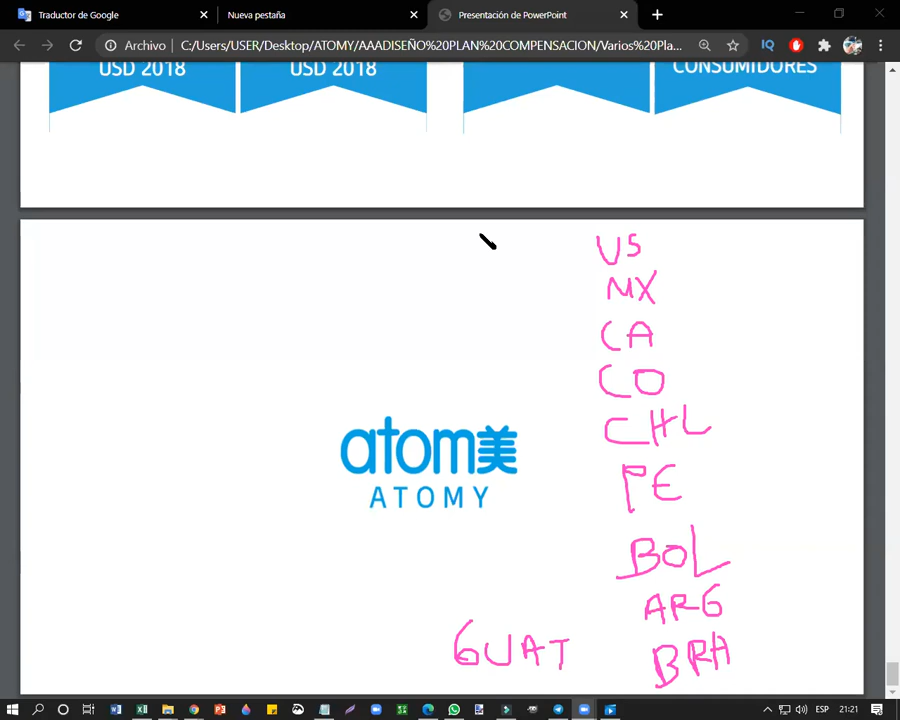 Traductor de Google
Nueva pestaña
Presentación de PowerPoint
Archivo
C:/Users/USER/Desktop/ATOMY/AAADISEÑO%20PLAN%20COMPENSACION/Varios%20Pla...
IQ
USD 2018
USD 2018
CONSUMIDORES
US
MX
CA
CO
CHL
PE
BOL
ARG
GUAT
BRA
atom美
ATOMY
ESP
21:21